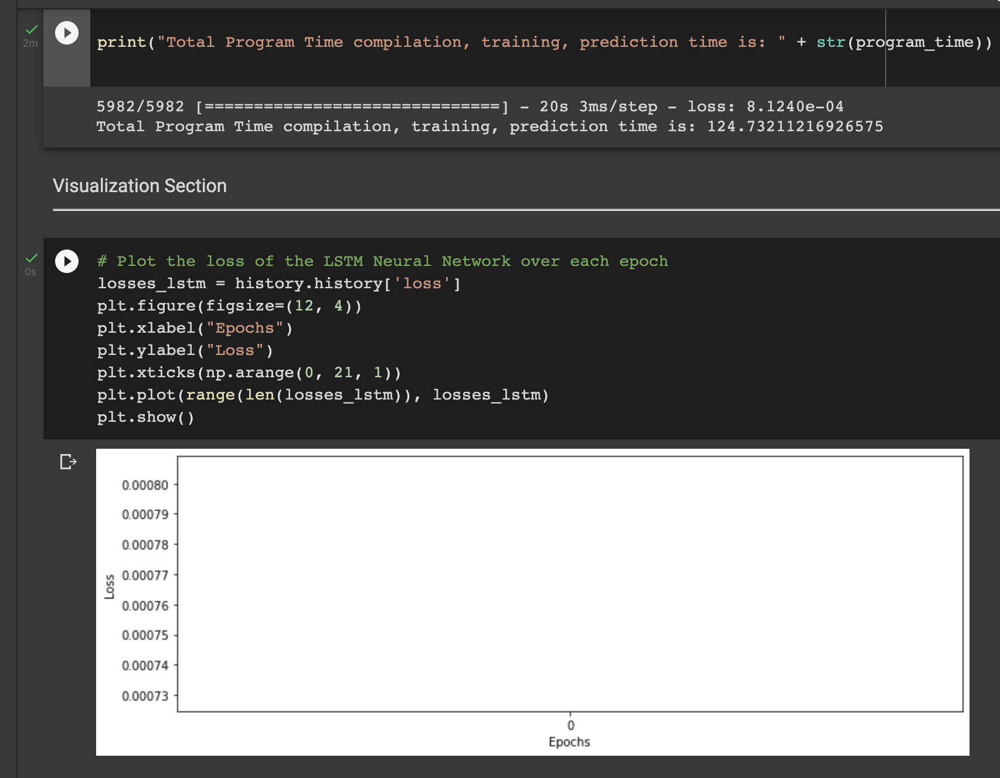 2m
print("Total Program Time compilation, training, prediction time is: " + str(program_time))
5982/5982 [==============================] - 20s 3ms/step - loss: 8.1240e-04
Total Program Time compilation, training, prediction time is: 124.73211216926575
Visualization Section
0s
# Plot the loss of the LSTM Neural Network over each epoch
losses_lstm = history.history['loss']
plt.figure(figsize=(12, 4))
plt.xlabel("Epochs")
plt.ylabel("Loss")
plt.xticks(np.arange(0, 21, 1))
plt.plot(range(len(losses_lstm)), losses_lstm)
plt.show()
0.00080
0.00079
0.00078
0.00077
0.00076
0.00075
0.00074
0.00073
Loss
0
Epochs